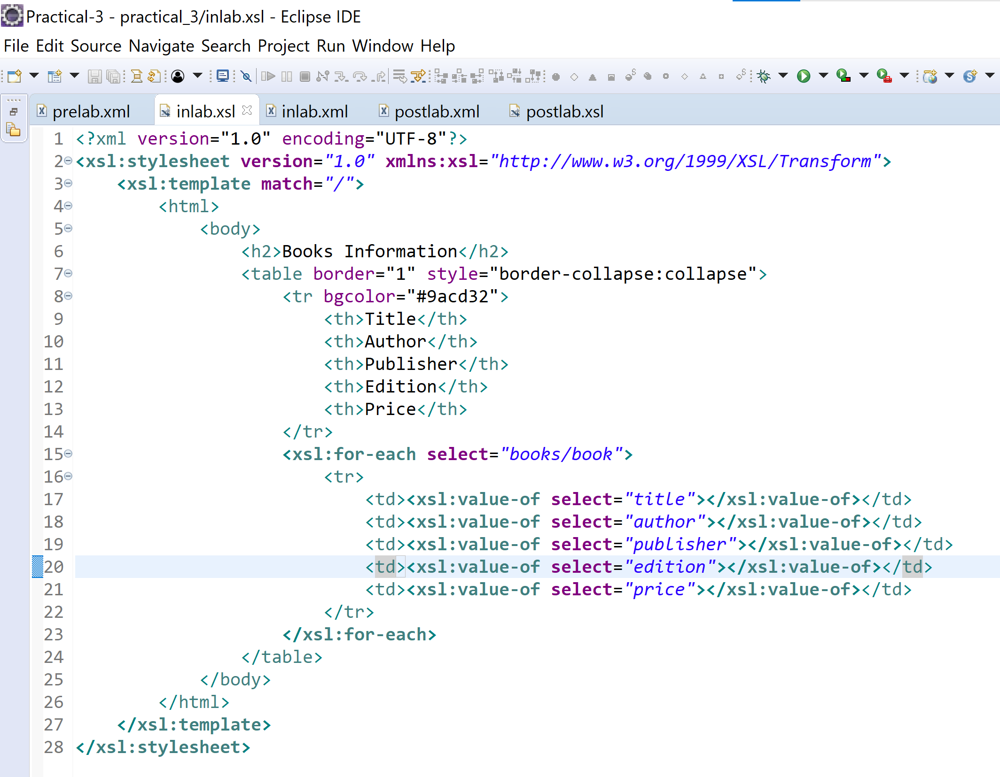 Practical-3 - practical_3/inlab.xsl - Eclipse IDE
File Edit Source Navigate Search Project Run Window Help
prelab.xml inlab.xsl inlab.xml postlab.xml postlab.xsl
1 <?xml version="1.0" encoding="UTF-8"?>
2 <xsl:stylesheet version="1.0" xmlns:xsl="http://www.w3.org/1999/XSL/Transform">
3     <xsl:template match="/">
4         <html>
5             <body>
6                 <h2>Books Information</h2>
7                 <table border="1" style="border-collapse:collapse">
8                     <tr bgcolor="#9acd32">
9                         <th>Title</th>
10                         <th>Author</th>
11                         <th>Publisher</th>
12                         <th>Edition</th>
13                         <th>Price</th>
14                     </tr>
15                     <xsl:for-each select="books/book">
16                         <tr>
17                             <td><xsl:value-of select="title"></xsl:value-of></td>
18                             <td><xsl:value-of select="author"></xsl:value-of></td>
19                             <td><xsl:value-of select="publisher"></xsl:value-of></td>
20                             <td><xsl:value-of select="edition"></xsl:value-of></td>
21                             <td><xsl:value-of select="price"></xsl:value-of></td>
22                         </tr>
23                     </xsl:for-each>
24                 </table>
25             </body>
26         </html>
27     </xsl:template>
28 </xsl:stylesheet>